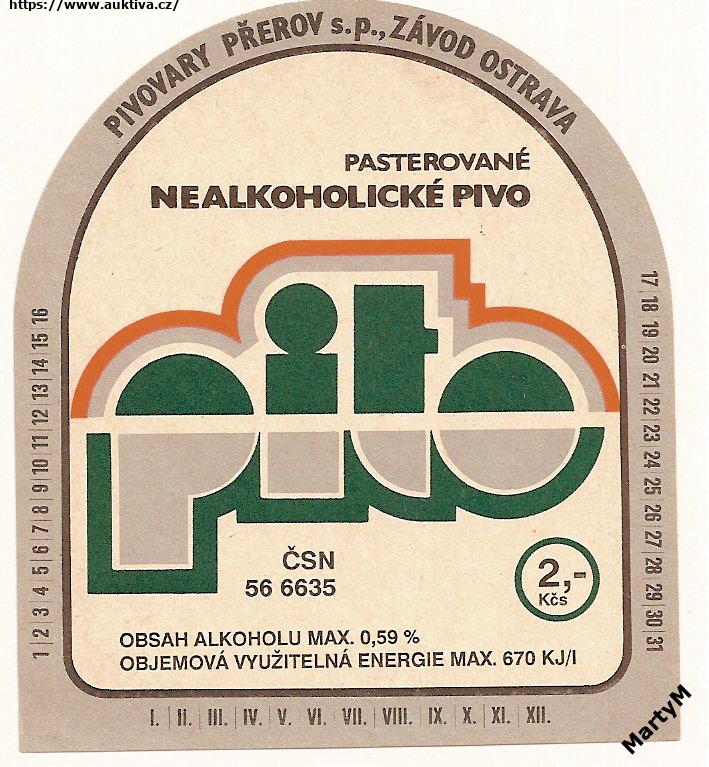 https://www.auktiva.cz/
PIVOVARY PŘEROV s.p., ZÁVOD OSTRAVA
PASTEROVANÉ
NEALKOHOLICKÉ PIVO
pito
ČSN
56 6635
2,-
Kčs
OBSAH ALKOHOLU MAX. 0,59 %
OBJEMOVÁ VYUŽITELNÁ ENERGIE MAX. 670 KJ/l
1 2 3 4 5 6 7 8 9 10 11 12 13 14 15 16
17 18 19 20 21 22 23 24 25 26 27 28 29 30 31
I. II. III. IV. V. VI. VII. VIII. IX. X. XI. XII.
MartyM